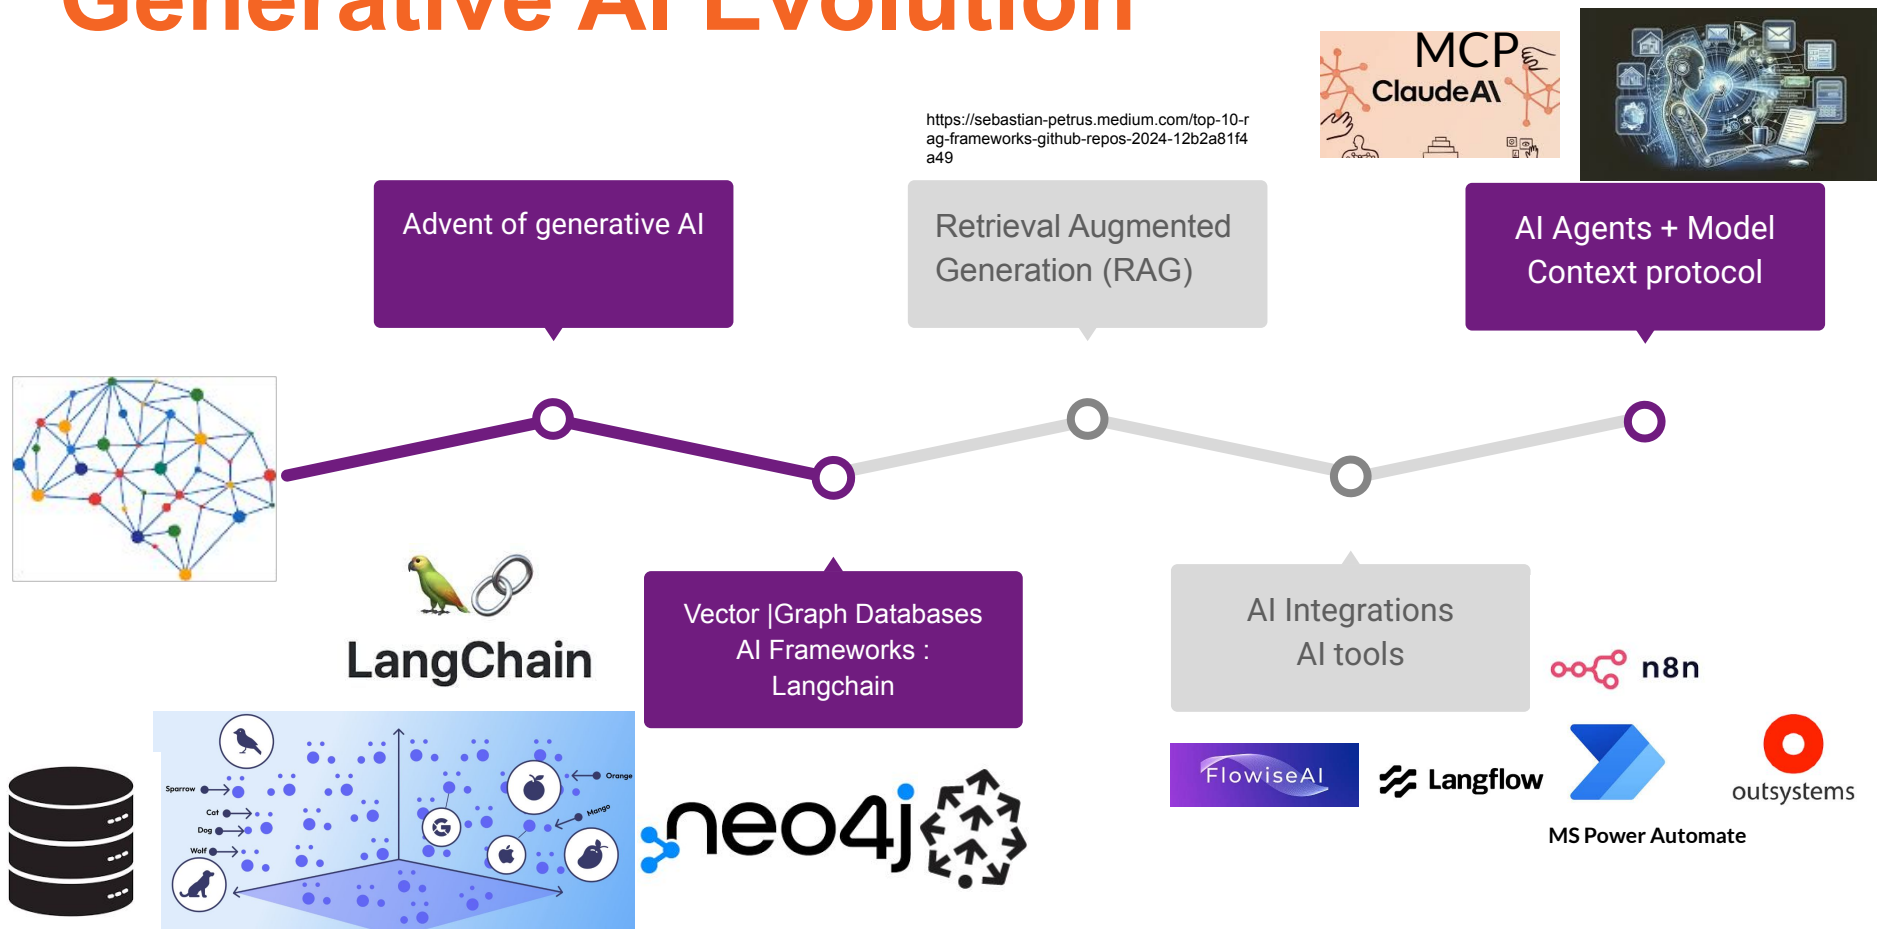 Generative AI Evolution
MCP
ClaudeAI
https://sebastian-petrus.medium.com/top-10-r
ag-frameworks-github-repos-2024-12b2a81f4
a49
Advent of generative AI
Retrieval Augmented
Generation (RAG)
AI Agents + Model
Context protocol
LangChain
Vector |Graph Databases
AI Frameworks :
Langchain
AI Integrations
AI tools
n8n
FlowiseAI
Langflow
outsystems
MS Power Automate
Sparrow
Cat
Dog
Wolf
Orange
Mango
G
neo4j